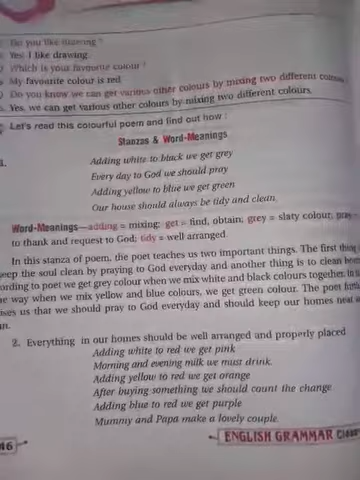 Do you like drawing ?
Yes, I like drawing.
Which is your favourite colour ?
My favourite colour is red.
Do you know we can get various other colours by mixing two different colours
Yes, we can get various other colours by mixing two different colours.
Let's read this colourful poem and find out how :
Stanzas & Word-Meanings
1.
Adding white to black we get grey
Every day to God we should pray
Adding yellow to blue we get green
Our house should always be tidy and clean.
Word-Meanings—adding = mixing; get = find, obtain; grey = slaty colour; pray
to thank and request to God; tidy = well arranged.
In this stanza of poem, the poet teaches us two important things. The first thing
keep the soul clean by praying to God everyday and another thing is to clean
ording to poet we get grey colour when we mix white and black colours together. In
way when we mix yellow and blue colours, we get green colour. The poet
ises us that we should pray to God everyday and should keep our homes neat
2. Everything in our homes should be well arranged and properly placed
Adding white to red we get pink
Morning and evening milk we must drink.
Adding yellow to red we get orange
After buying something we should count the change
Adding blue to red we get purple
Mummy and Papa make a lovely couple.
46
ENGLISH GRAMMAR